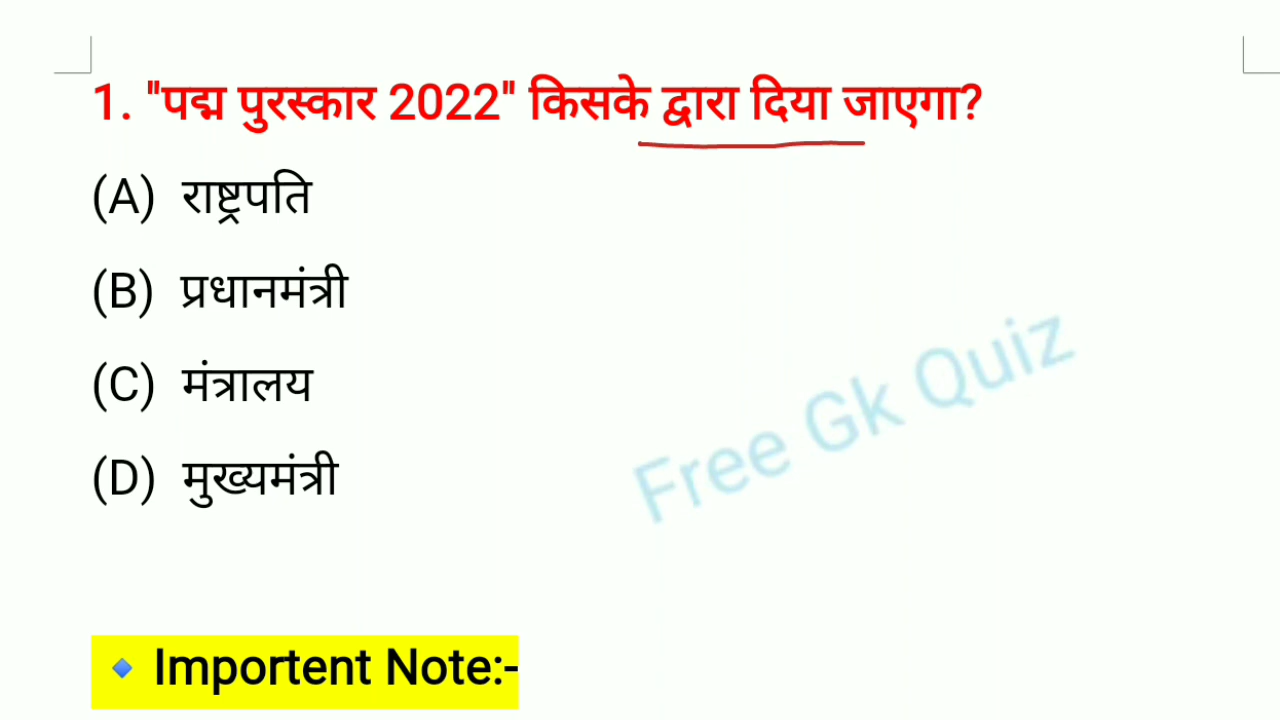 1. "पद्म पुरस्कार 2022" किसके द्वारा दिया जाएगा?
(A) राष्ट्रपति
(B) प्रधानमंत्री
(C) मंत्रालय
(D) मुख्यमंत्री
Free Gk Quiz
🔹 Importent Note:-